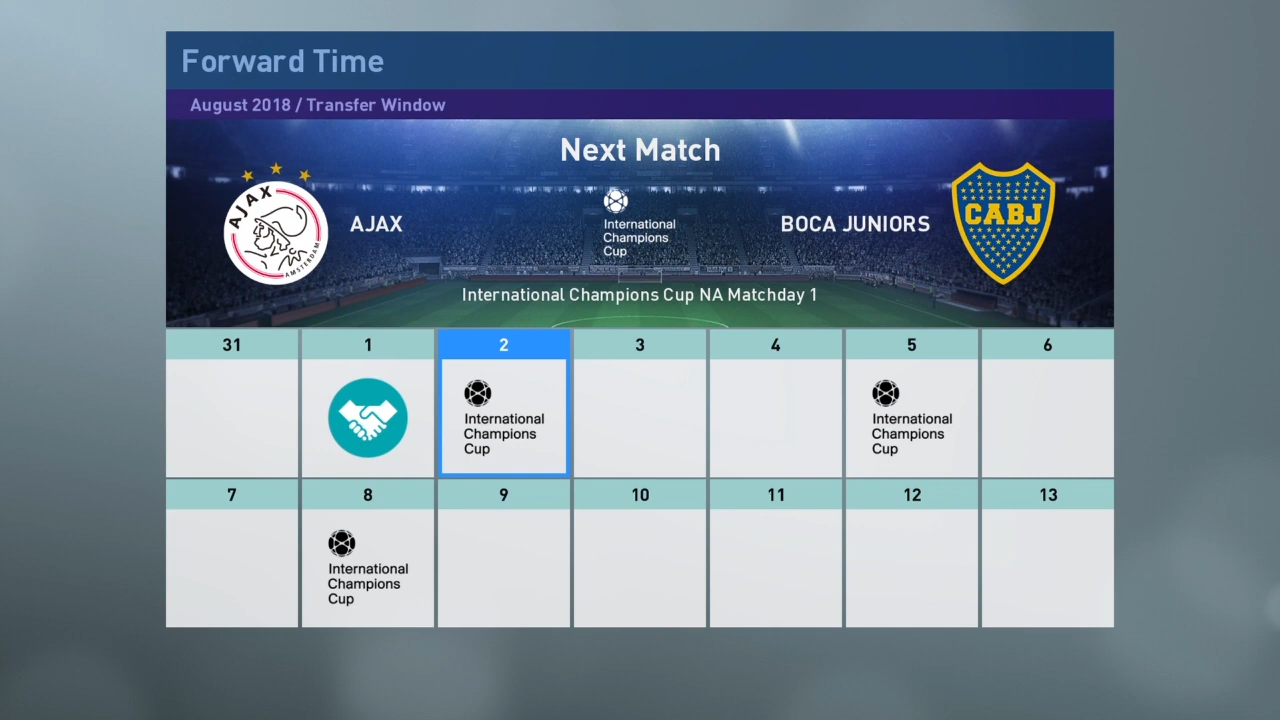 Forward Time
August 2018 / Transfer Window
Next Match
AJAX
AMSTERDAM
AJAX
International
Champions
Cup
BOCA JUNIORS
CABJ
International Champions Cup NA Matchday 1
31 1 2 3 4 5 6
International
Champions
Cup
International
Champions
Cup
7 8 9 10 11 12 13
International
Champions
Cup